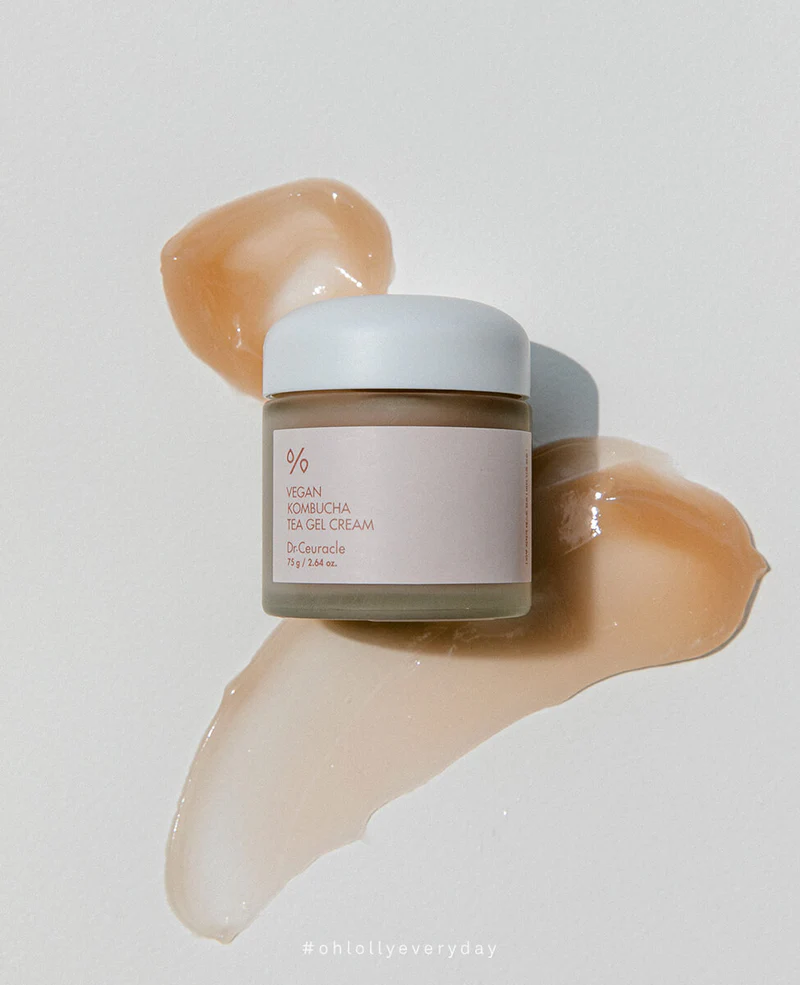 VEGAN
KOMBUCHA
TEA GEL CREAM
Dr.Ceuracle
75 g / 2.64 oz.
#ohlollyeveryday